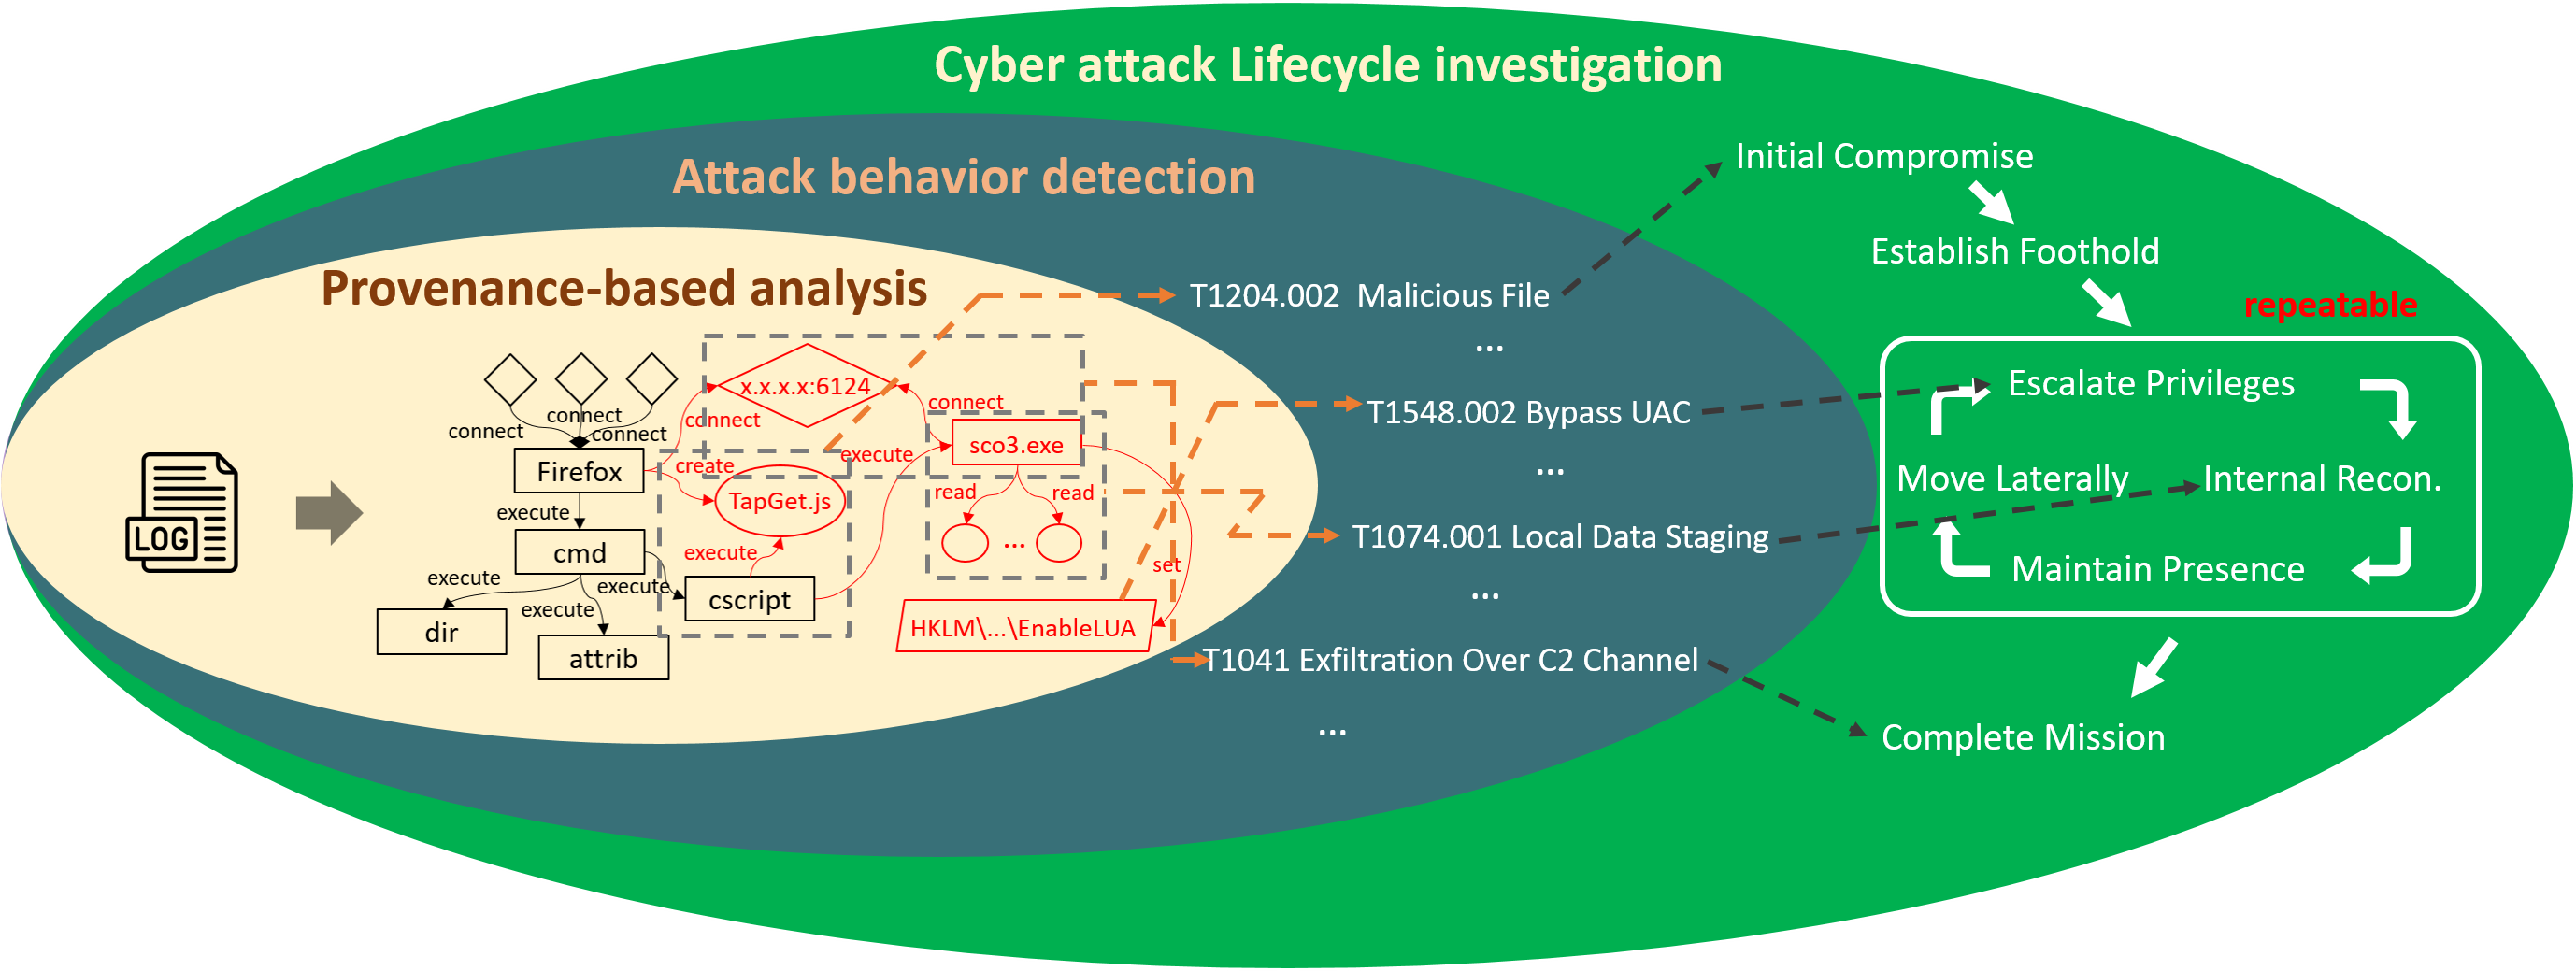 Cyber attack Lifecycle investigation
Attack behavior detection
Provenance-based analysis
LOG
connect
connect
connect
Firefox
execute
cmd
execute
execute
execute
dir
attrib
cscript
x.x.x.x:6124
connect
connect
create
TapGet.js
execute
execute
sco3.exe
read
read
...
set
HKLM\...\EnableLUA
T1204.002 Malicious File
...
T1548.002 Bypass UAC
...
T1074.001 Local Data Staging
...
T1041 Exfiltration Over C2 Channel
...
Initial Compromise
Establish Foothold
repeatable
Escalate Privileges
Move Laterally
Internal Recon.
Maintain Presence
Complete Mission